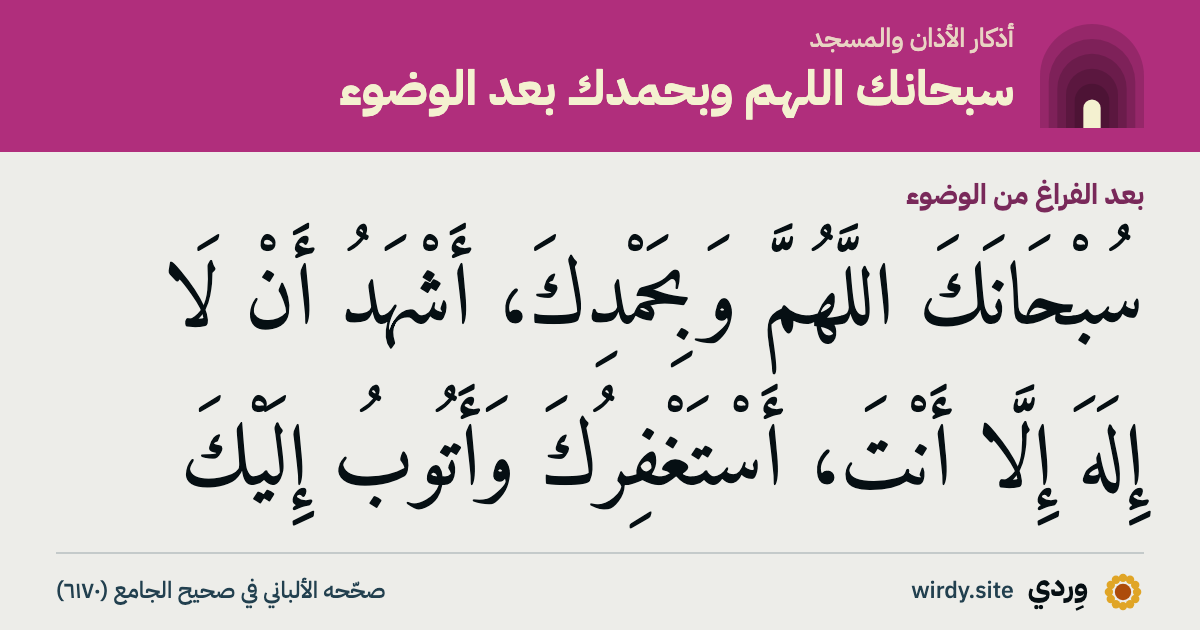 أذكار الأذان والمسجد
سبحانك اللهم وبحمدك بعد الوضوء
بعد الفراغ من الوضوء
سُبْحَانَكَ اللَّهُمَّ وَبِحَمْدِكَ، أَشْهَدُ أَنْ لَا
إِلَهَ إِلَّا أَنْتَ، أَسْتَغْفِرُكَ وَأَتُوبُ إِلَيْكَ
وِردي wirdy.site
صحّحه الألباني في صحيح الجامع (٦١٧٠)